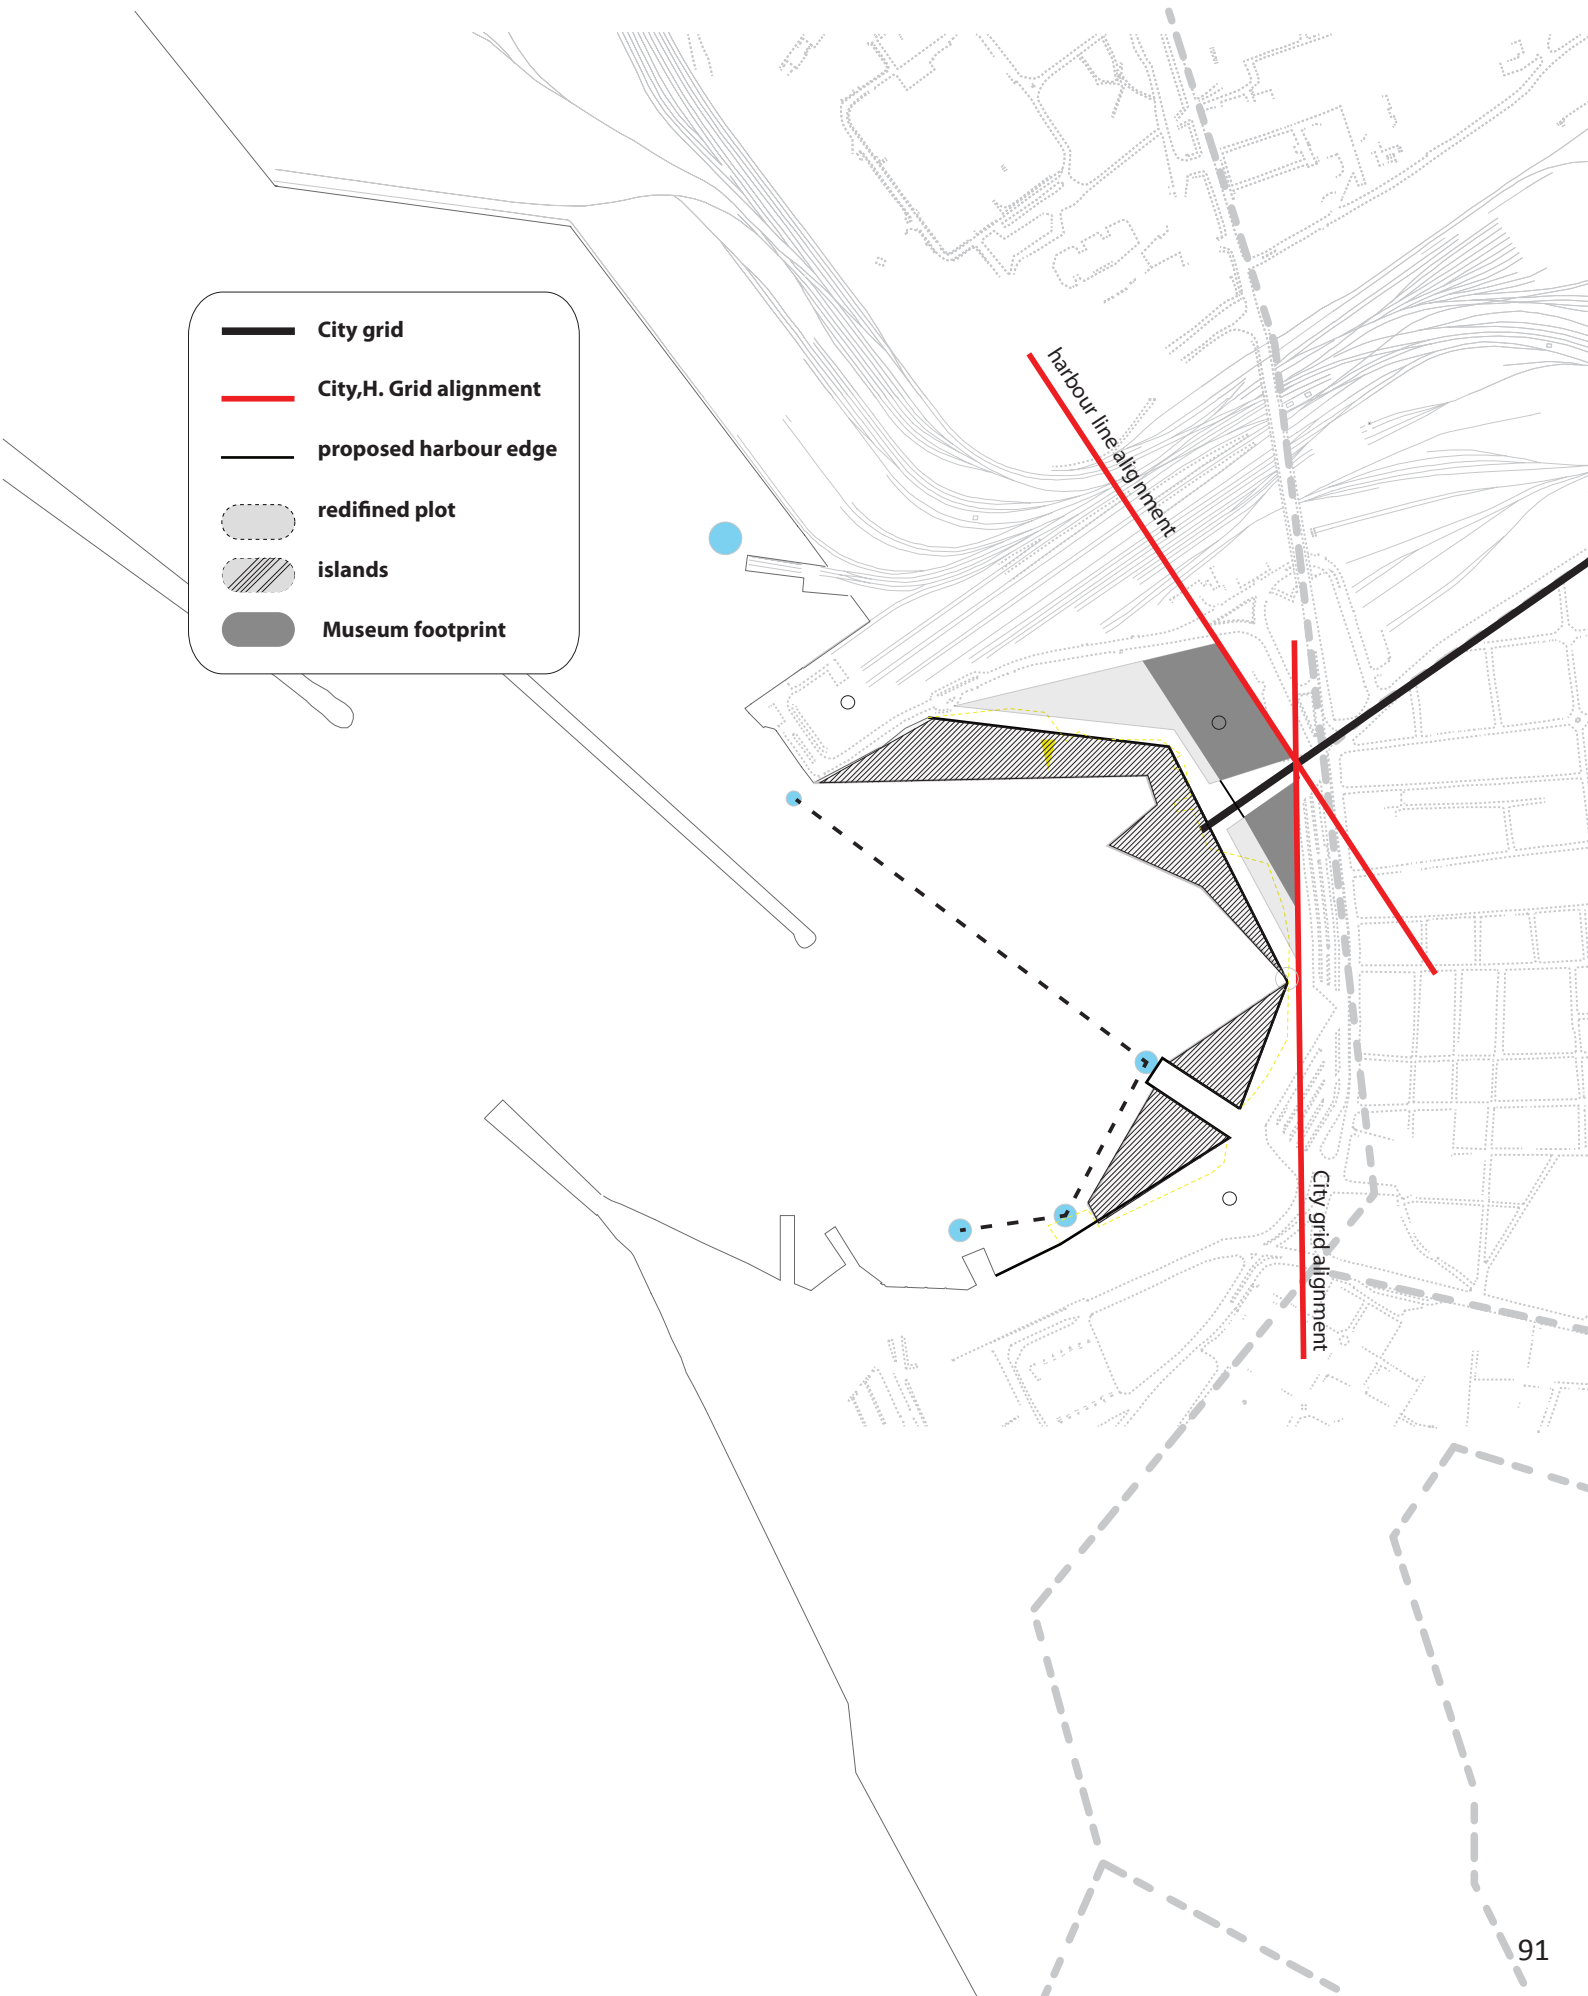 City grid
City,H. Grid alignment
proposed harbour edge
redifined plot
islands
Museum footprint
harbour line alignment
City grid alignment
91